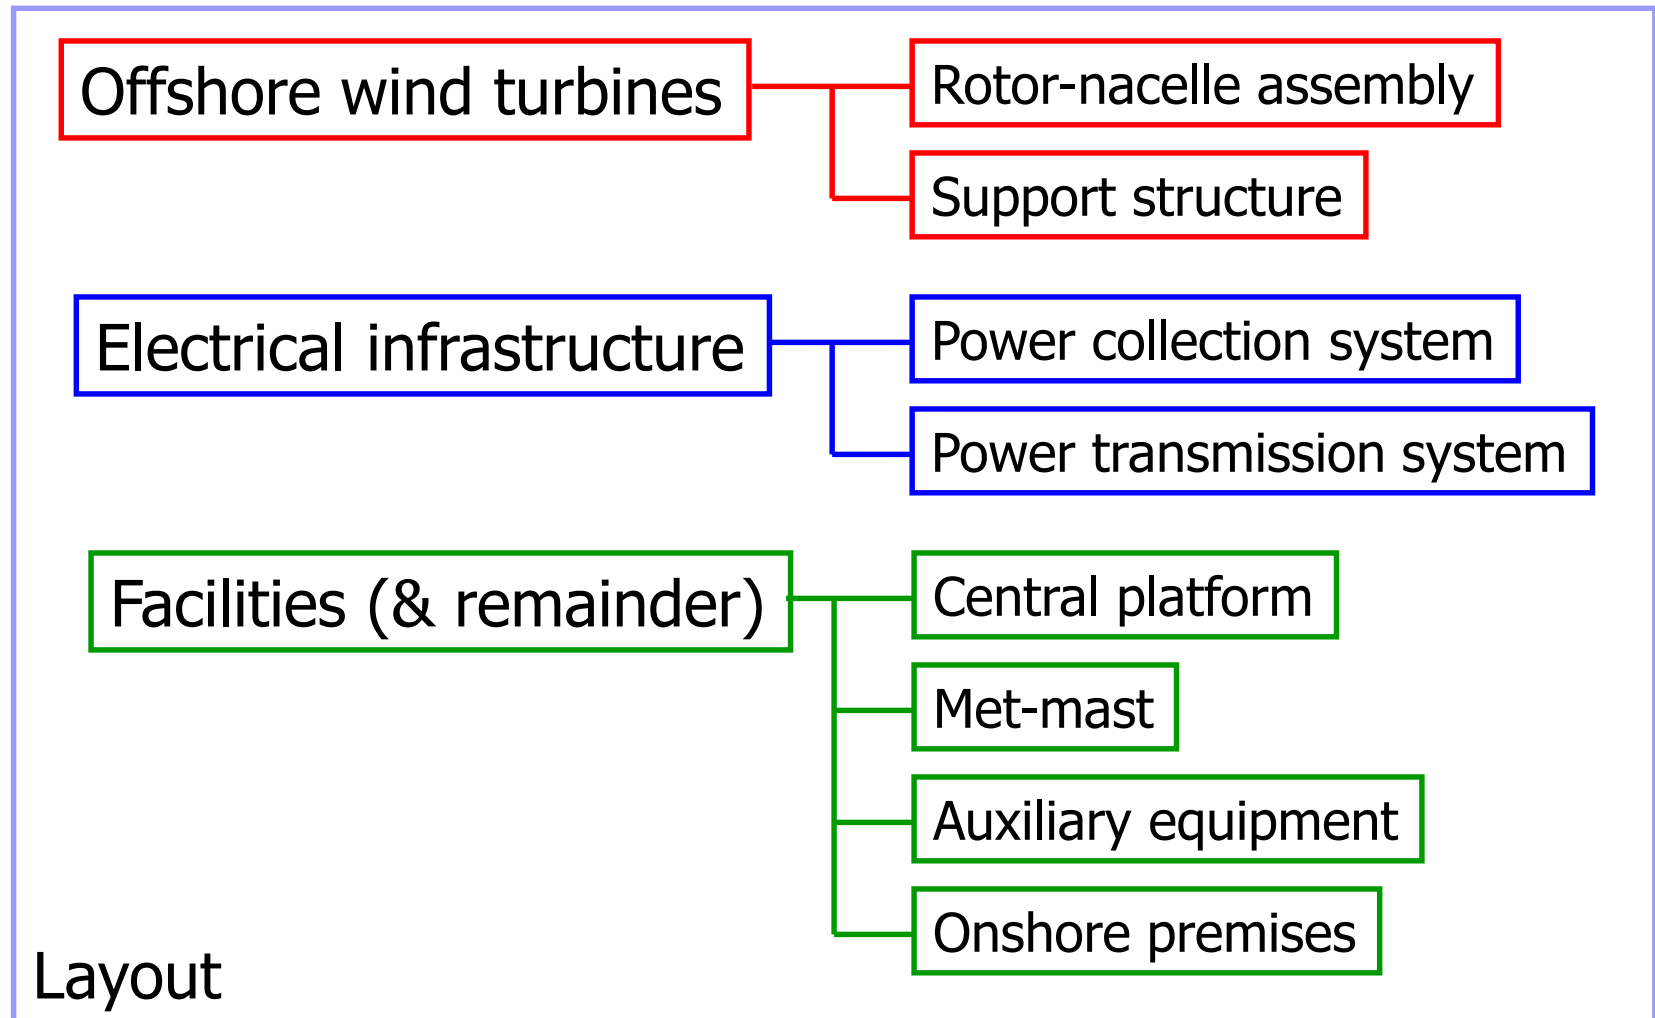 Offshore wind turbines
Rotor-nacelle assembly
Support structure
Electrical infrastructure
Power collection system
Power transmission system
Facilities (& remainder)
Central platform
Met-mast
Auxiliary equipment
Onshore premises
Layout